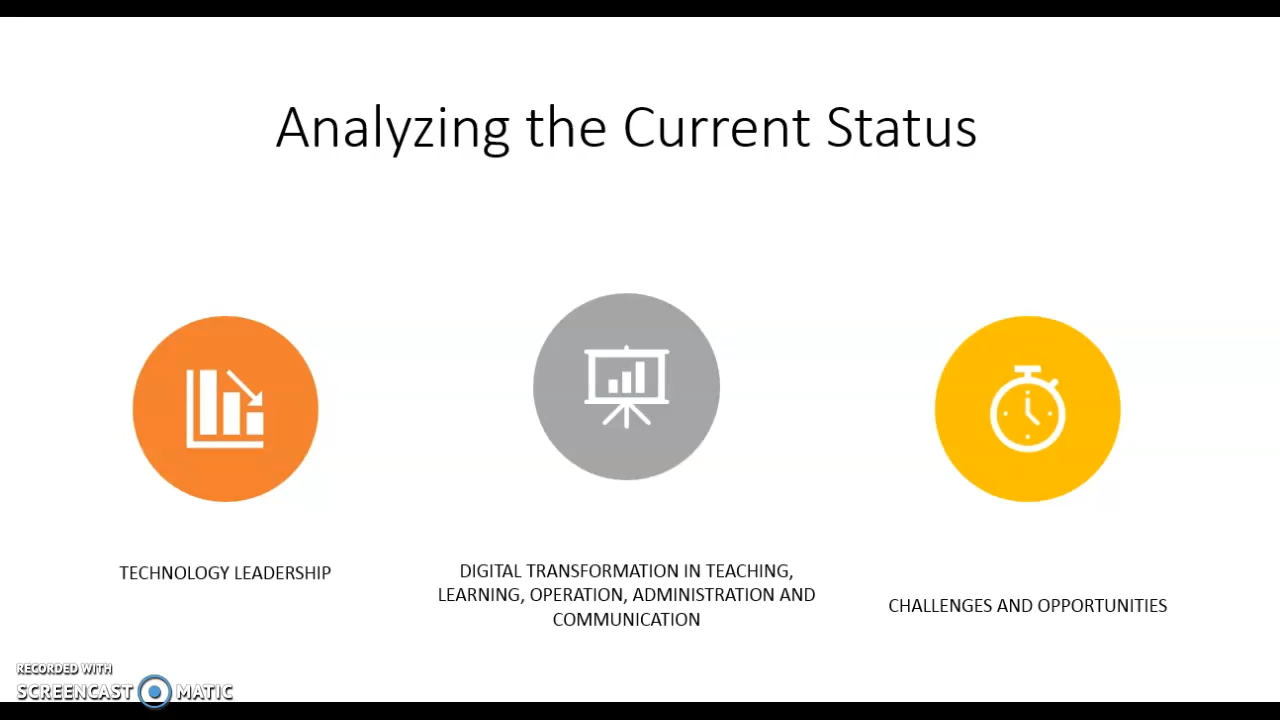 Analyzing the Current Status
TECHNOLOGY LEADERSHIP
DIGITAL TRANSFORMATION IN TEACHING,
LEARNING, OPERATION, ADMINISTRATION AND
COMMUNICATION
CHALLENGES AND OPPORTUNITIES
RECORDED WITH
SCREENCAST MATIC